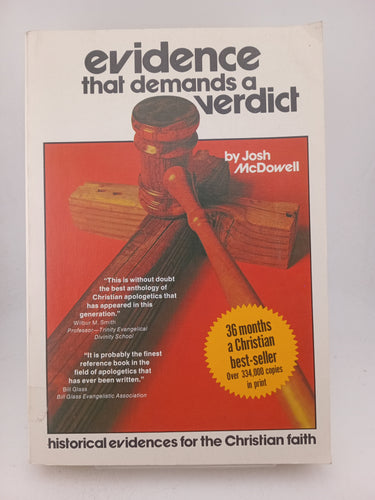 evidence
that demands a
verdict
by Josh
McDowell
"This is without doubt
the best anthology of
Christian apologetics that
has appeared in this
generation."
Wilbur M. Smith
Professor—Trinity Evangelical
Divinity School
"It is probably the finest
reference book in the
field of apologetics that
has ever been written."
Bill Glass
Bill Glass Evangelistic Association
36 months
a Christian
best-seller
Over 334,000 copies
in print
historical evidences for the Christian faith